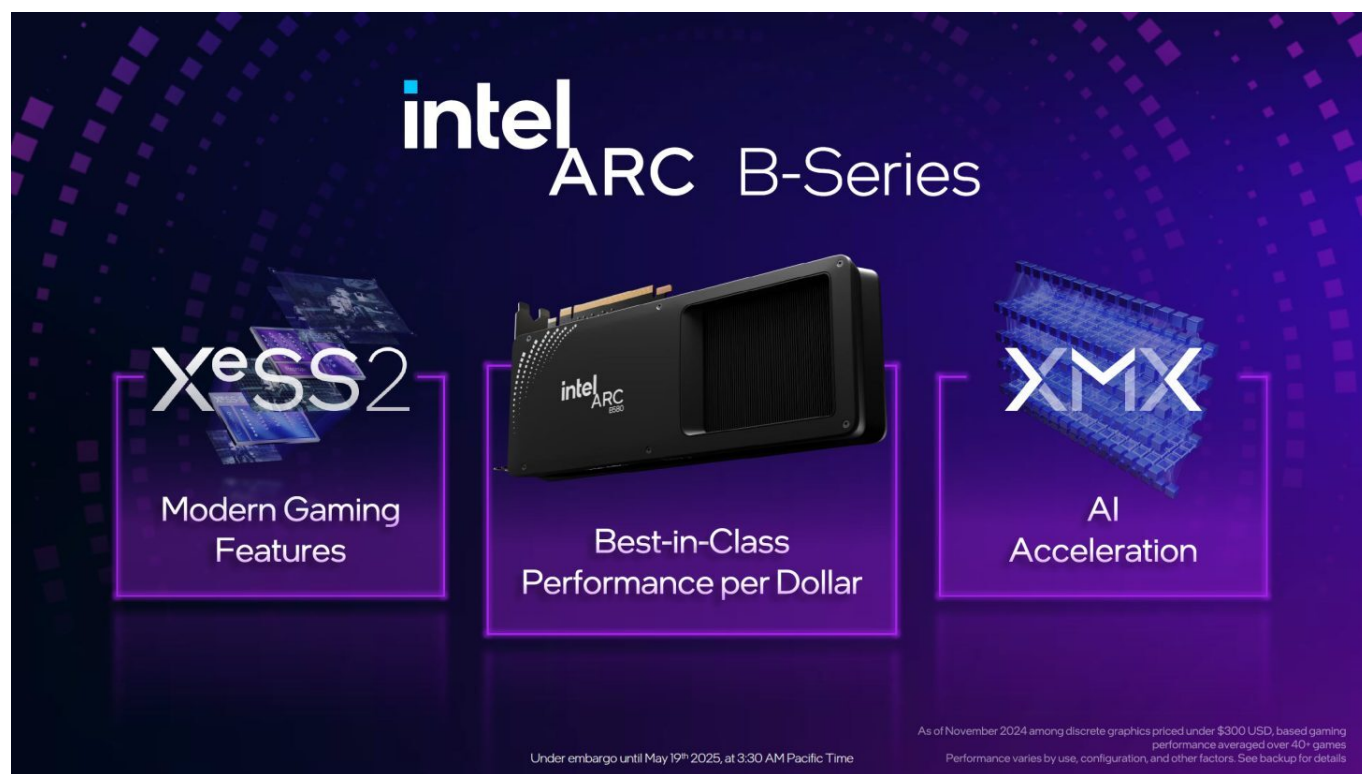 intel
ARC B-Series
XeSS2
Modern Gaming
Features
intel
ARC
B580
Best-in-Class
Performance per Dollar
XMX
AI
Acceleration
As of November 2024 among discrete graphics priced under $300 USD, based gaming
performance averaged over 40+ games
Performance varies by use, configuration, and other factors. See backup for details
Under embargo until May 19th 2025, at 3:30 AM Pacific Time